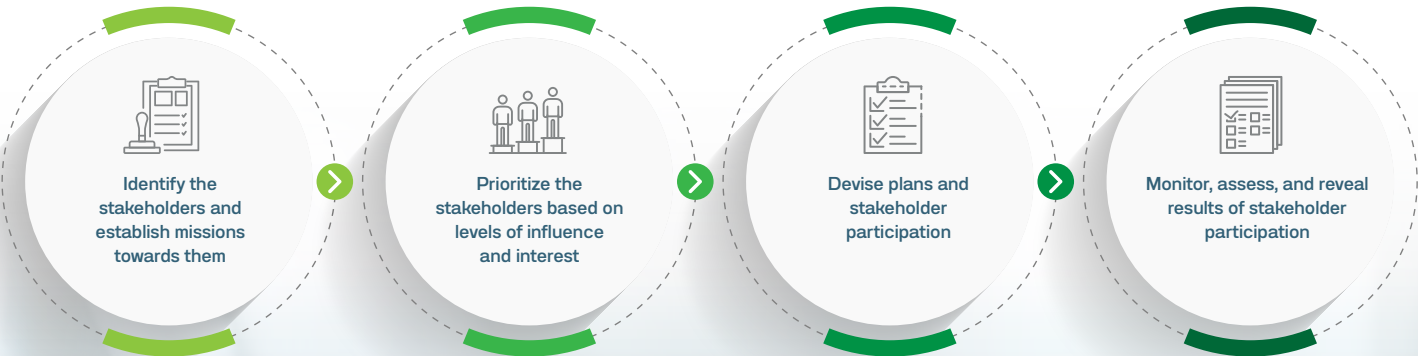 Identify the
stakeholders and
establish missions
towards them
Prioritize the
stakeholders based on
levels of influence
and interest
Devise plans and
stakeholder
participation
Monitor, assess, and reveal
results of stakeholder
participation